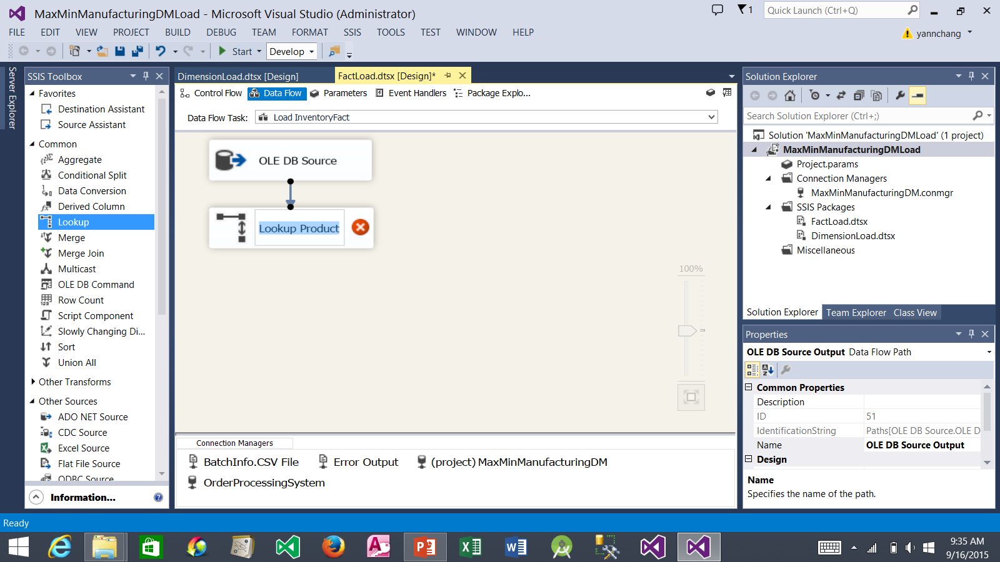 MaxMinManufacturingDMLoad - Microsoft Visual Studio (Administrator)
1
Quick Launch (Ctrl+Q)
FILE EDIT VIEW PROJECT BUILD DEBUG TEAM FORMAT SSIS TOOLS TEST WINDOW HELP
yannchang
Start
Develop
Server Explorer
SSIS Toolbox
Favorites
Destination Assistant
Source Assistant
Common
Aggregate
Conditional Split
Data Conversion
Derived Column
Lookup
Merge
Merge Join
Multicast
OLE DB Command
Row Count
Script Component
Slowly Changing Di...
Sort
Union All
Other Transforms
Other Sources
ADO NET Source
CDC Source
Excel Source
Flat File Source
ODBC Source
Information...
DimensionLoad.dtsx [Design]
FactLoad.dtsx [Design]*
Control Flow
Data Flow
Parameters
Event Handlers
Package Explo...
Data Flow Task:
Load InventoryFact
OLE DB Source
Lookup Product
100%
Connection Managers
BatchInfo.CSV File
Error Output
(project) MaxMinManufacturingDM
OrderProcessingSystem
Solution Explorer
Search Solution Explorer (Ctrl+;)
Solution 'MaxMinManufacturingDMLoad' (1 project)
MaxMinManufacturingDMLoad
Project.params
Connection Managers
MaxMinManufacturingDM.conmgr
SSIS Packages
FactLoad.dtsx
DimensionLoad.dtsx
Miscellaneous
Solution Explorer
Team Explorer
Class View
Properties
OLE DB Source Output Data Flow Path
Common Properties
Description
ID 51
IdentificationString Paths[OLE DB Source.OLE D
Name OLE DB Source Output
Design
Name
Specifies the name of the path.
Ready
9:35 AM
9/16/2015